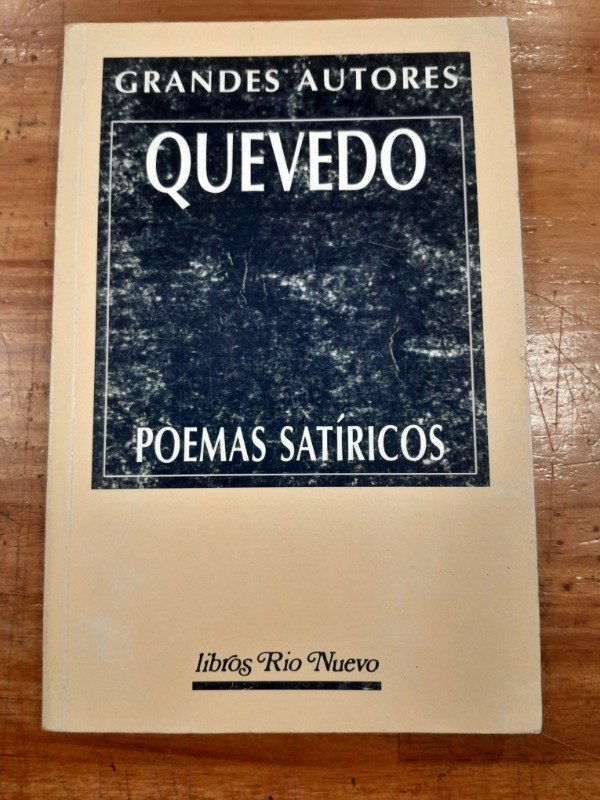 GRANDES AUTORES
QUEVEDO
POEMAS SATÍRICOS
libros Rio Nuevo